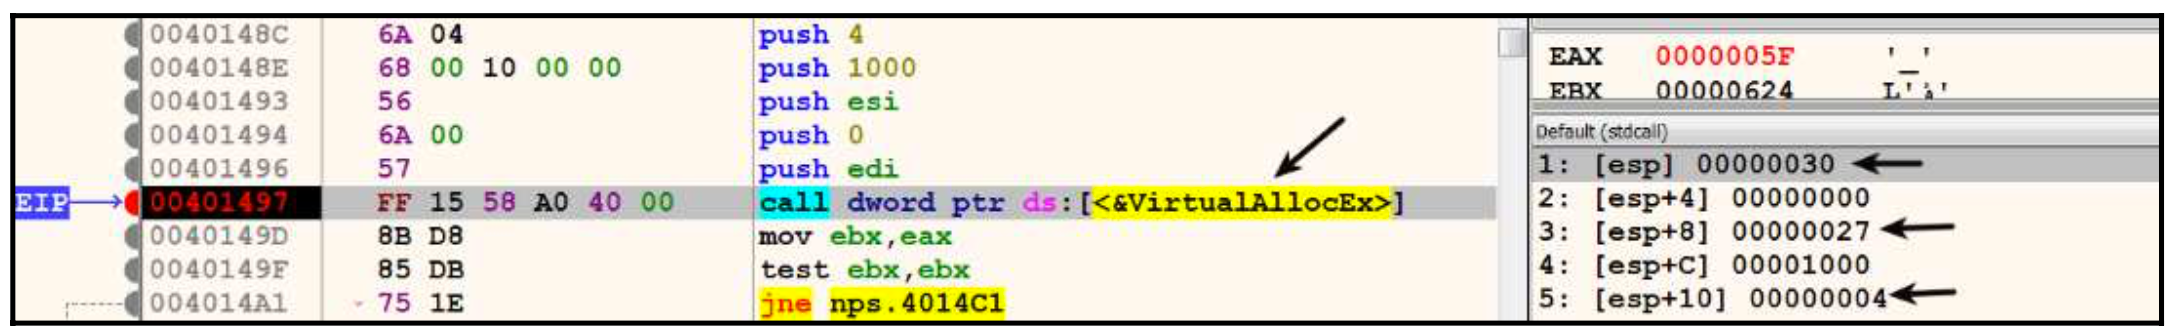 0040148C 6A 04 push 4
0040148E 68 00 10 00 00 push 1000
00401493 56 push esi
00401494 6A 00 push 0
00401496 57 push edi
EIP 00401497 FF 15 58 A0 40 00 call dword ptr ds:[<&VirtualAllocEx>]
0040149D 8B D8 mov ebx,eax
0040149F 85 DB test ebx,ebx
004014A1 75 1E jne nps.4014C1
EAX 0000005F '_'
EBX 00000624
Default (stdcall)
1: [esp] 00000030
2: [esp+4] 00000000
3: [esp+8] 00000027
4: [esp+C] 00001000
5: [esp+10] 00000004